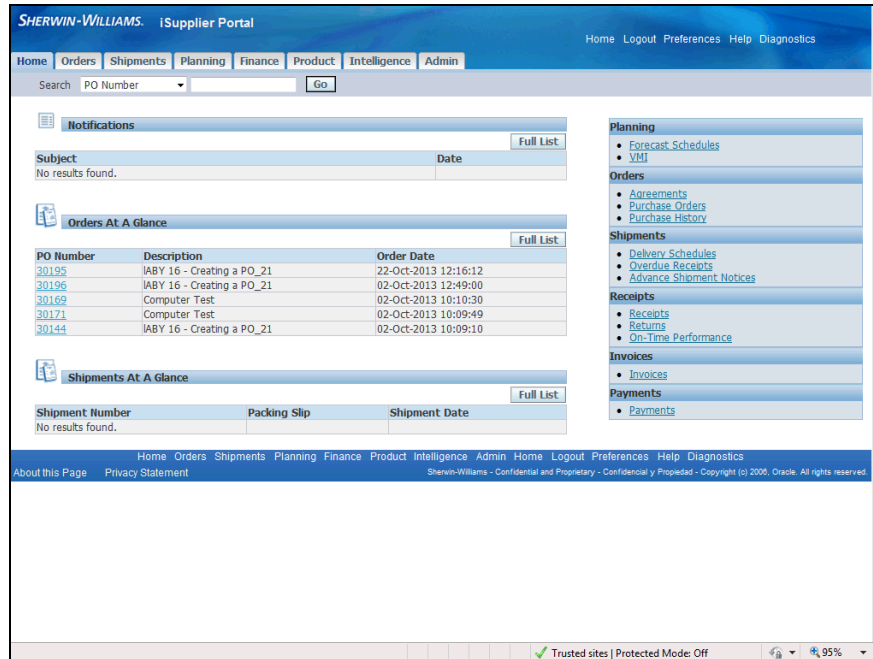 SHERWIN-WILLIAMS. iSupplier Portal
Home Logout Preferences Help Diagnostics
Home Orders Shipments Planning Finance Product Intelligence Admin
Search PO Number Go
Notifications
Full List
Subject Date
No results found.
Orders At A Glance
Full List
PO Number Description Order Date
30195 IABY 16 - Creating a PO_21 22-Oct-2013 12:16:12
30196 IABY 16 - Creating a PO_21 02-Oct-2013 12:49:00
30169 Computer Test 02-Oct-2013 10:10:30
30171 Computer Test 02-Oct-2013 10:09:49
30144 IABY 16 - Creating a PO_21 02-Oct-2013 10:09:10
Shipments At A Glance
Full List
Shipment Number Packing Slip Shipment Date
No results found.
Planning
Forecast Schedules
VMI
Orders
Agreements
Purchase Orders
Purchase History
Shipments
Delivery Schedules
Overdue Receipts
Advance Shipment Notices
Receipts
Receipts
Returns
On-Time Performance
Invoices
Invoices
Payments
Payments
Home Orders Shipments Planning Finance Product Intelligence Admin Home Logout Preferences Help Diagnostics
About this Page Privacy Statement Sherwin-Williams - Confidential and Proprietary - Confidencial y Propiedad - Copyright (c) 2006, Oracle. All rights reserved.
Trusted sites | Protected Mode: Off 95%